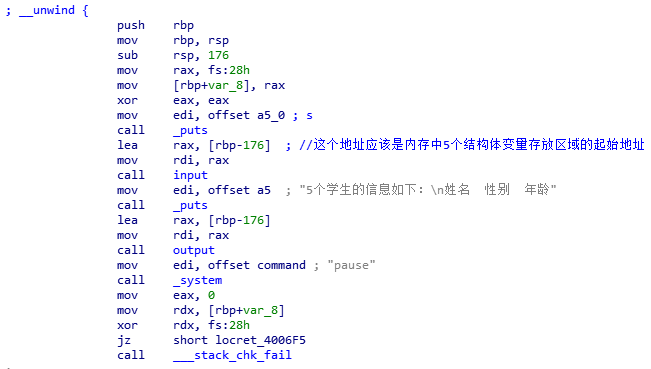 ; __unwind {
push rbp
mov rbp, rsp
sub rsp, 176
mov rax, fs:28h
mov [rbp+var_8], rax
xor eax, eax
mov edi, offset a5_0 ; s
call _puts
lea rax, [rbp-176] ; //这个地址应该是内存中5个结构体变量存放区域的起始地址
mov rdi, rax
call input
mov edi, offset a5 ; "5个学生的信息如下：\n姓名 性别 年龄"
call _puts
lea rax, [rbp-176]
mov rdi, rax
call output
mov edi, offset command ; "pause"
call _system
mov eax, 0
mov rdx, [rbp+var_8]
xor rdx, fs:28h
jz short locret_4006F5
call ___stack_chk_fail